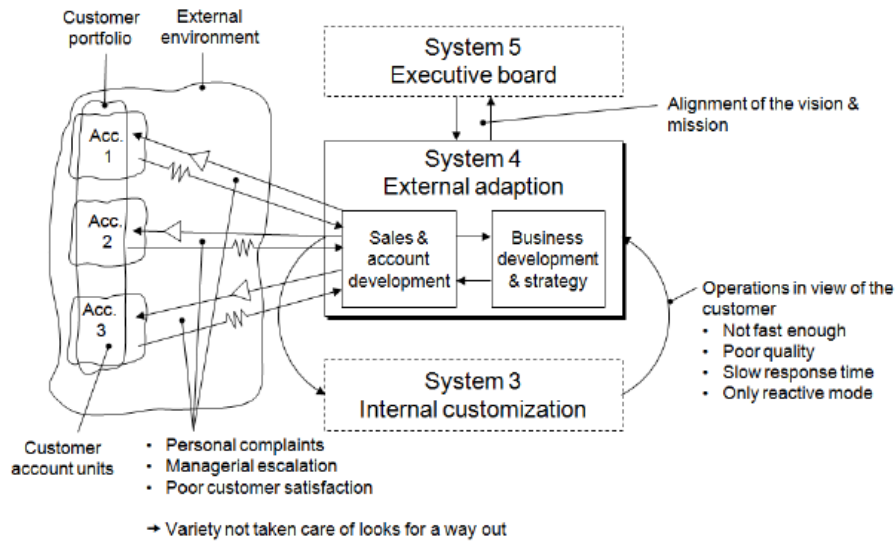 Customer
portfolio
External
environment
System 5
Executive board
Alignment of the vision &
mission
Acc.
1
System 4
External adaption
Acc.
2
Sales &
account
development
Business
development
& strategy
Acc.
3
Operations in view of the
customer
• Not fast enough
• Poor quality
• Slow response time
• Only reactive mode
System 3
Internal customization
Customer
account units
• Personal complaints
• Managerial escalation
• Poor customer satisfaction
➔ Variety not taken care of looks for a way out